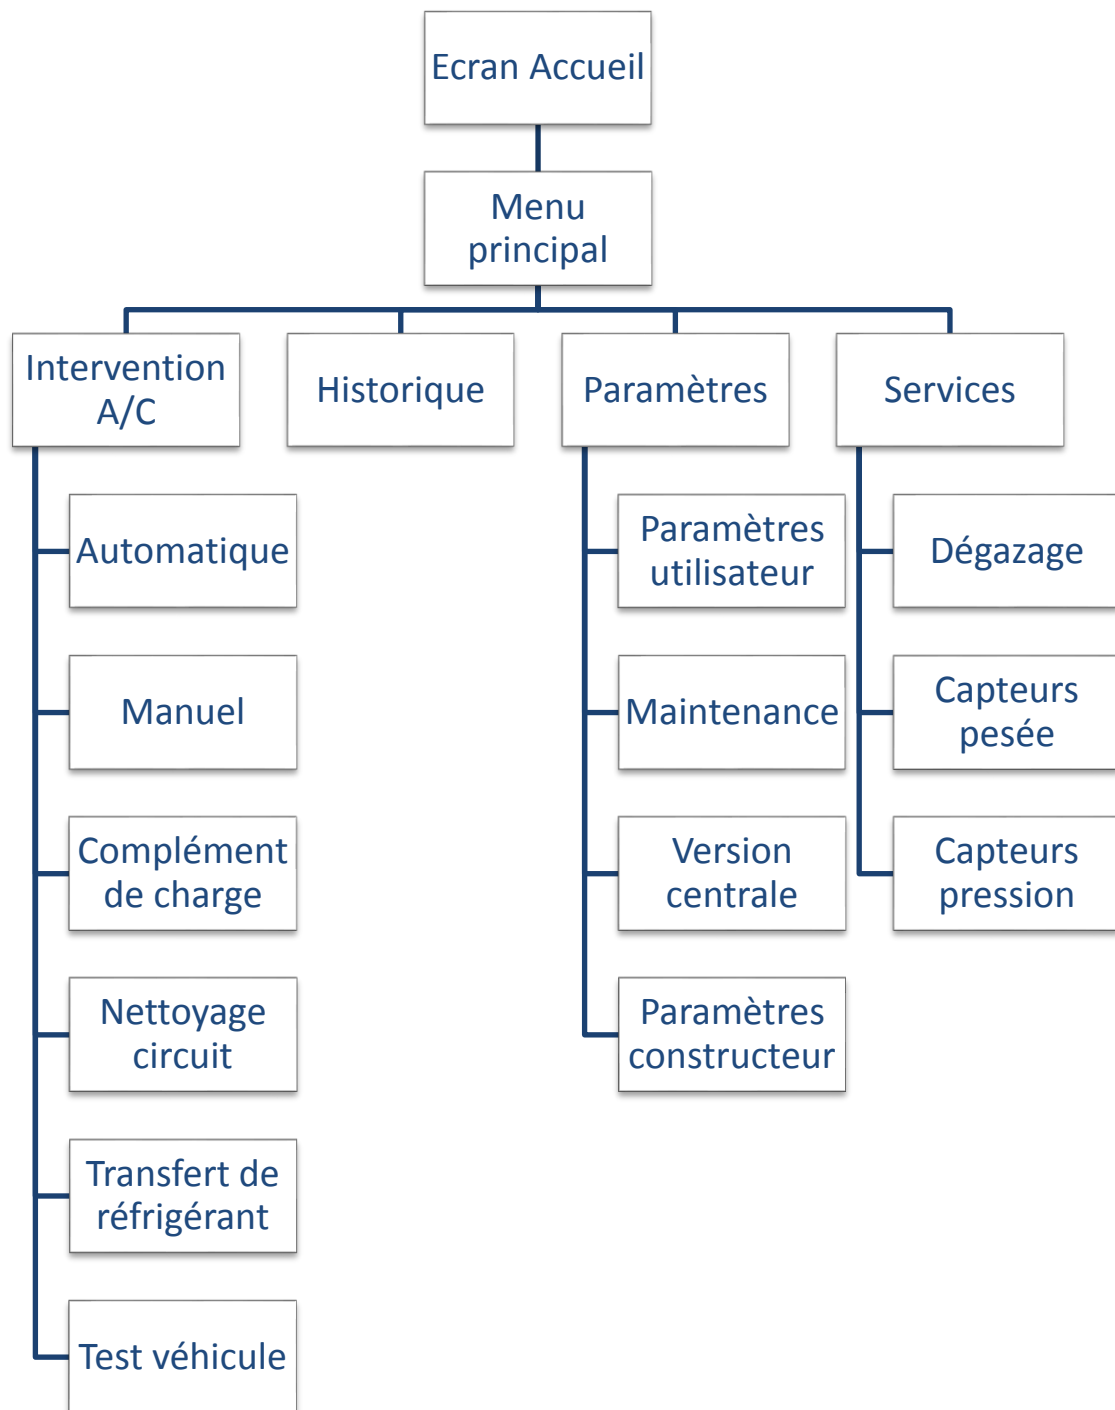 Ecran Accueil
Menu
principal
Intervention
A/C
Historique
Paramètres
Services
Automatique
Manuel
Complément
de charge
Nettoyage
circuit
Transfert de
réfrigérant
Test véhicule
Paramètres
utilisateur
Maintenance
Version
centrale
Paramètres
constructeur
Dégazage
Capteurs
pesée
Capteurs
pression